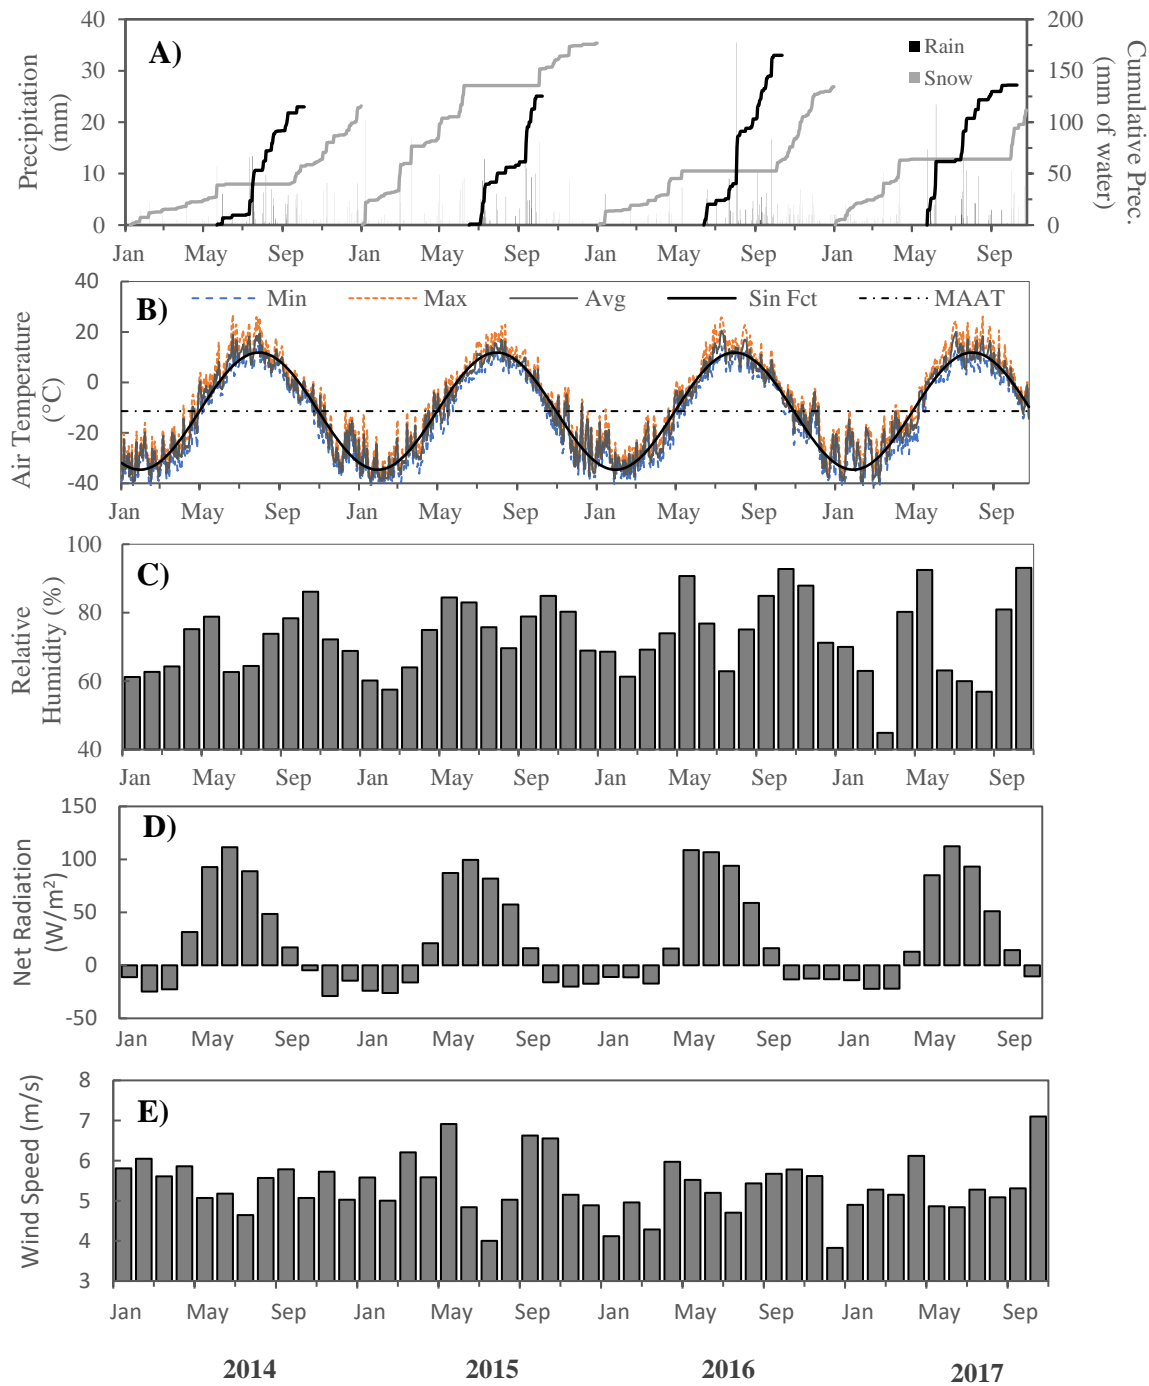 A)
Precipitation
(mm)
40
30
20
10
0
Rain
Snow
200
150
100
50
0
Cumulative Prec.
(mm of water)
Jan May Sep Jan May Sep Jan May Sep Jan May Sep
B)
Min Max Avg Sin Fct MAAT
Air Temperature
(°C)
40
20
0
-20
-40
Jan May Sep Jan May Sep Jan May Sep Jan May Sep
C)
Relative
Humidity (%)
100
80
60
40
Jan May Sep Jan May Sep Jan May Sep Jan May Sep
D)
Net Radiation
(W/m²)
150
100
50
0
-50
Jan May Sep Jan May Sep Jan May Sep Jan May Sep
E)
Wind Speed (m/s)
8
7
6
5
4
3
Jan May Sep Jan May Sep Jan May Sep Jan May Sep
2014 2015 2016 2017